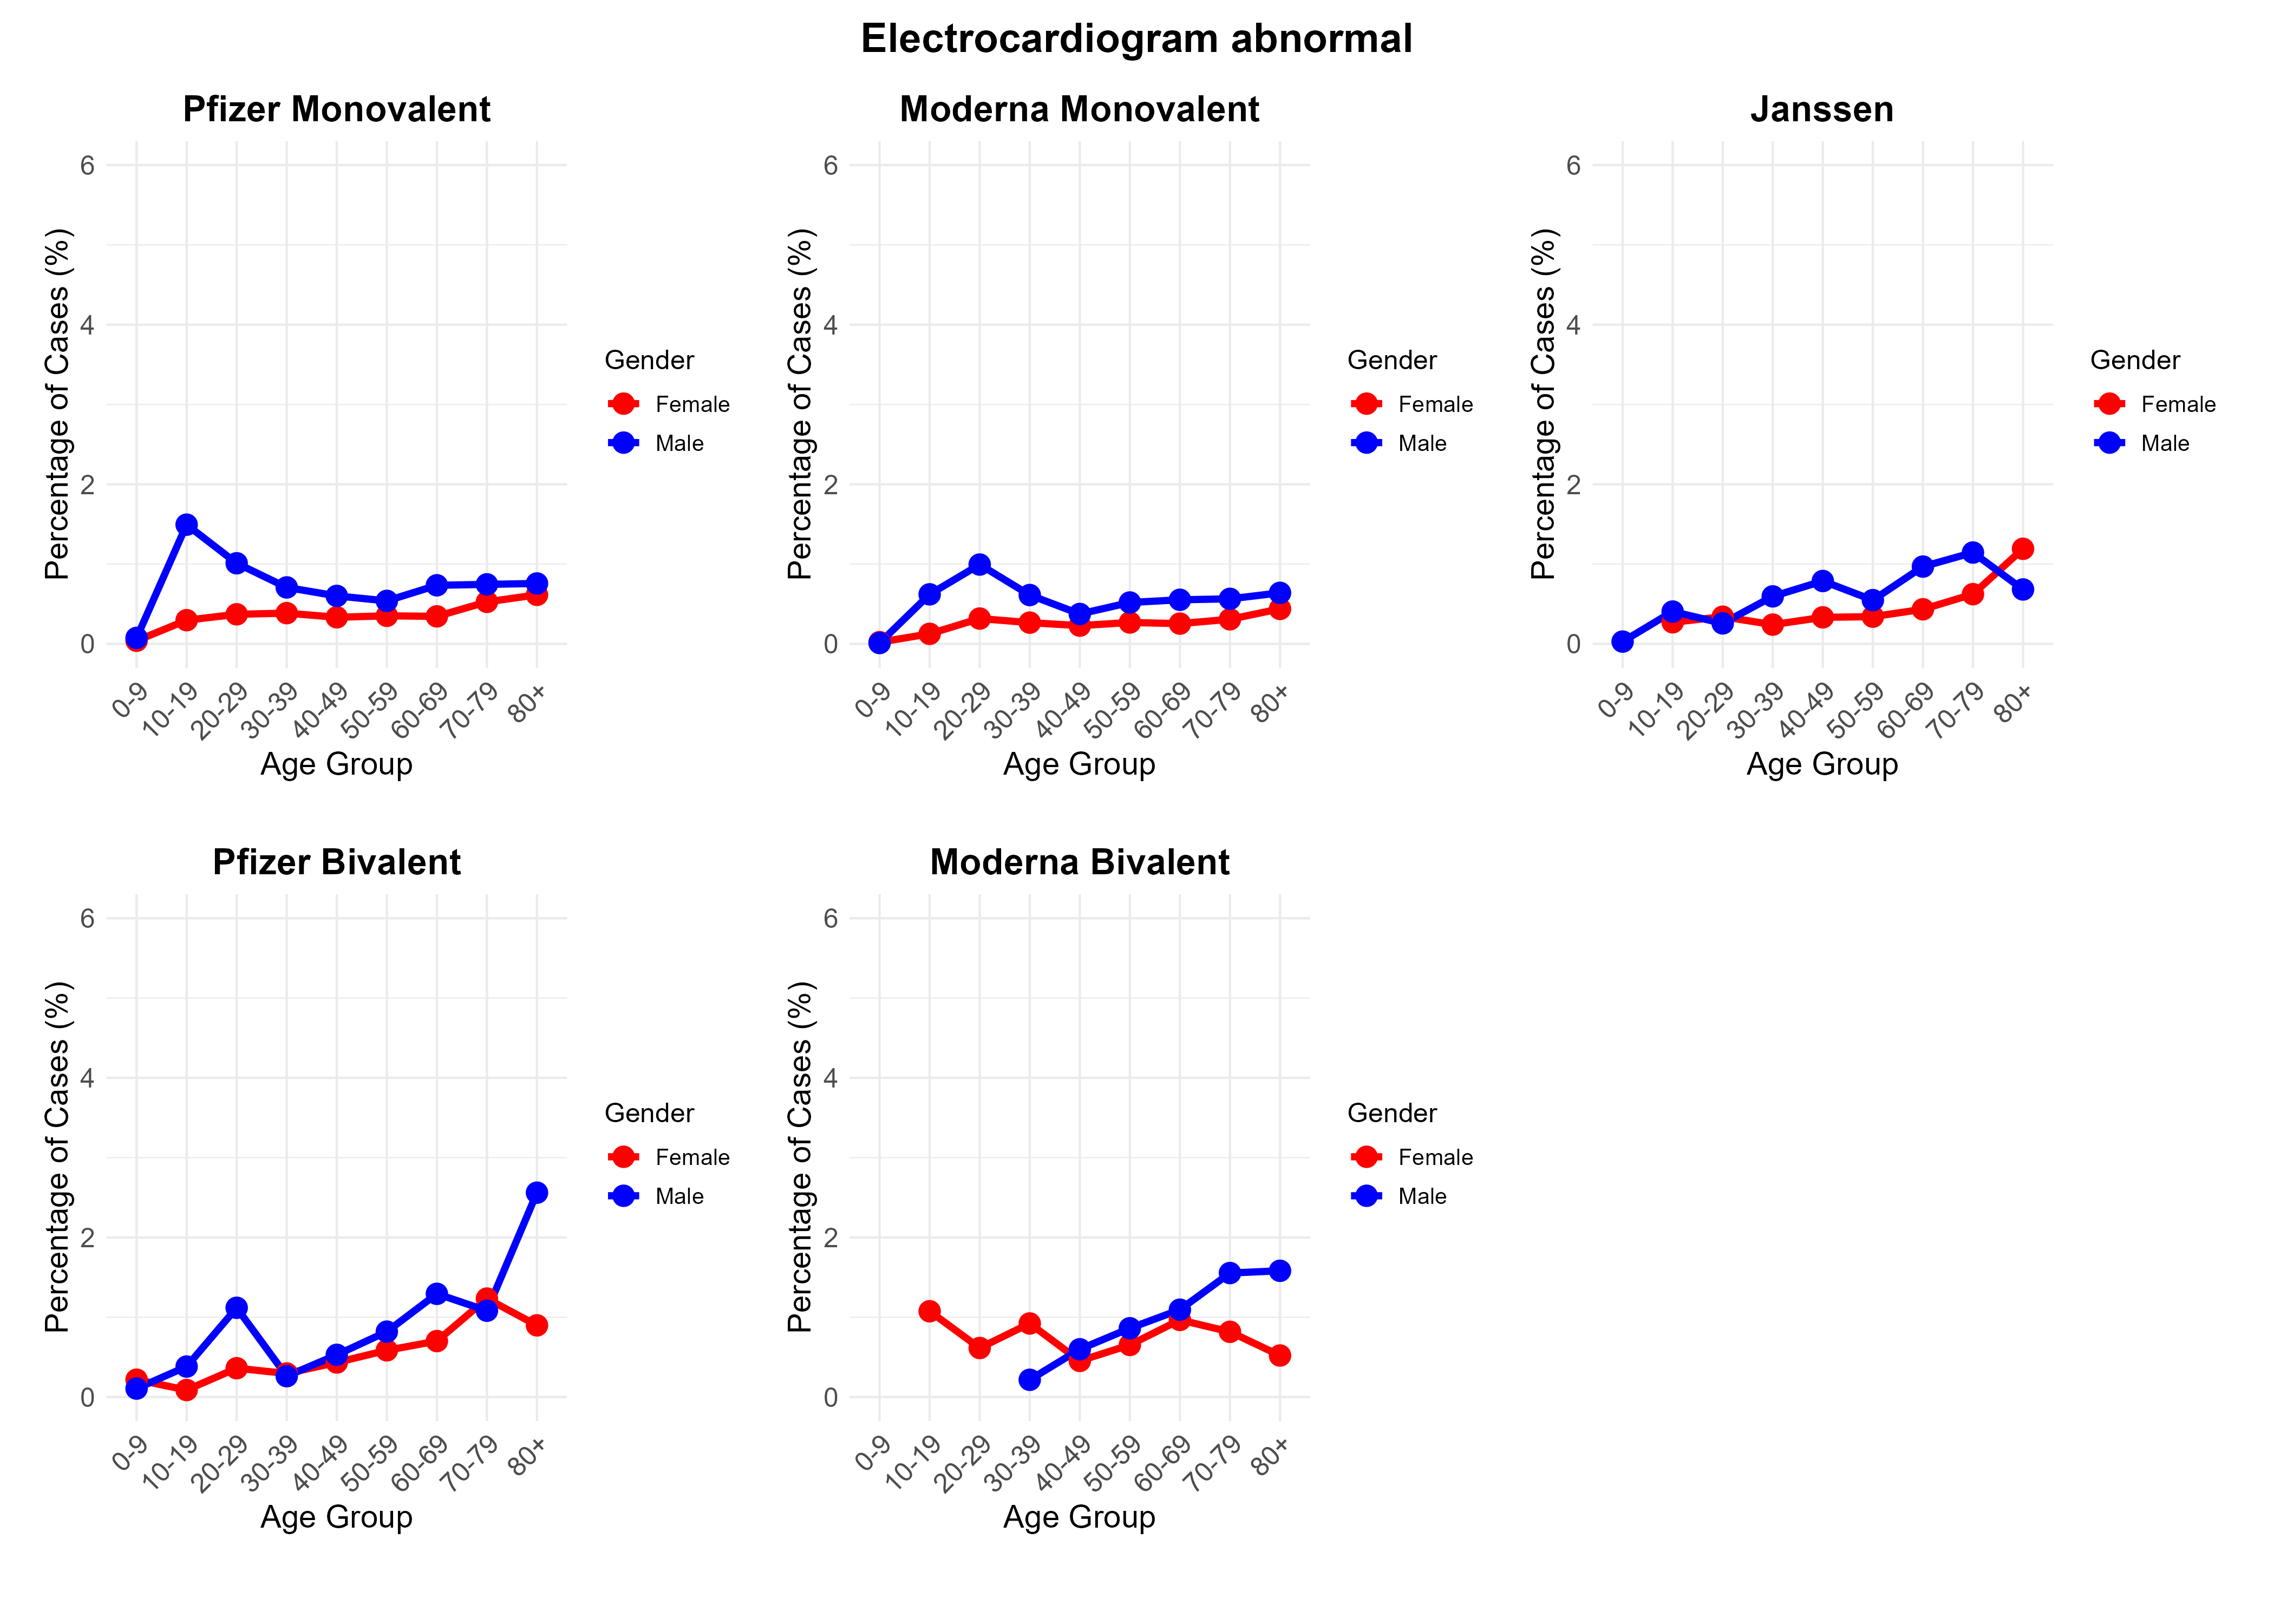 Electrocardiogram abnormal
Pfizer Monovalent
Percentage of Cases (%)
6
4
2
0
0-9
10-19
20-29
30-39
40-49
50-59
60-69
70-79
80+
Age Group
Gender
Female
Male
Moderna Monovalent
Percentage of Cases (%)
6
4
2
0
0-9
10-19
20-29
30-39
40-49
50-59
60-69
70-79
80+
Age Group
Gender
Female
Male
Janssen
Percentage of Cases (%)
6
4
2
0
0-9
10-19
20-29
30-39
40-49
50-59
60-69
70-79
80+
Age Group
Gender
Female
Male
Pfizer Bivalent
Percentage of Cases (%)
6
4
2
0
0-9
10-19
20-29
30-39
40-49
50-59
60-69
70-79
80+
Age Group
Gender
Female
Male
Moderna Bivalent
Percentage of Cases (%)
6
4
2
0
0-9
10-19
20-29
30-39
40-49
50-59
60-69
70-79
80+
Age Group
Gender
Female
Male